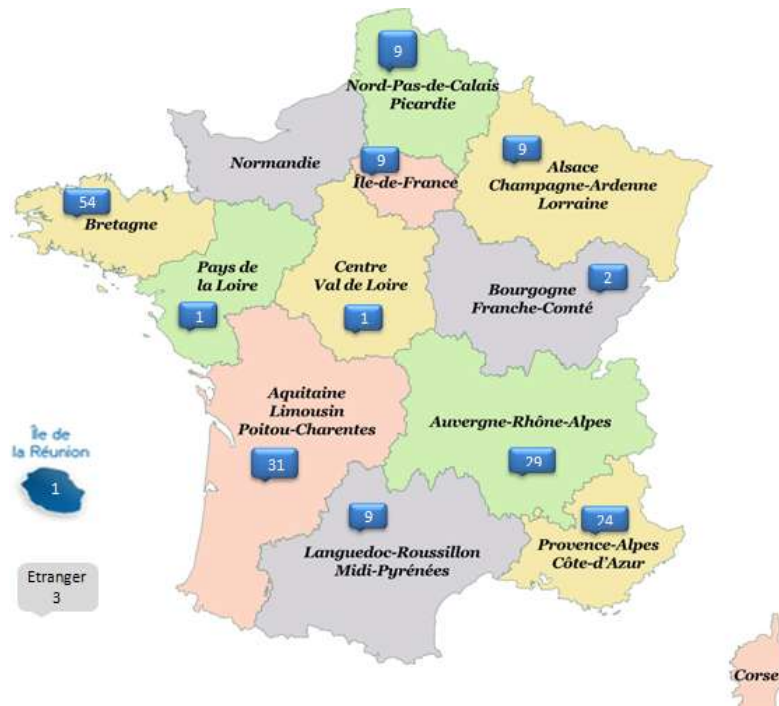 9
Nord-Pas-de-Calais
Picardie
Normandie
9
Île-de-France
9
Alsace
Champagne-Ardenne
Lorraine
54
Bretagne
Pays de
la Loire
1
Centre
Val de Loire
1
2
Bourgogne
Franche-Comté
Aquitaine
Limousin
Poitou-Charentes
31
Auvergne-Rhône-Alpes
29
île de
la Réunion
1
9
Languedoc-Roussillon
Midi-Pyrénées
24
Provence-Alpes
Côte-d'Azur
Etranger
3
Corse